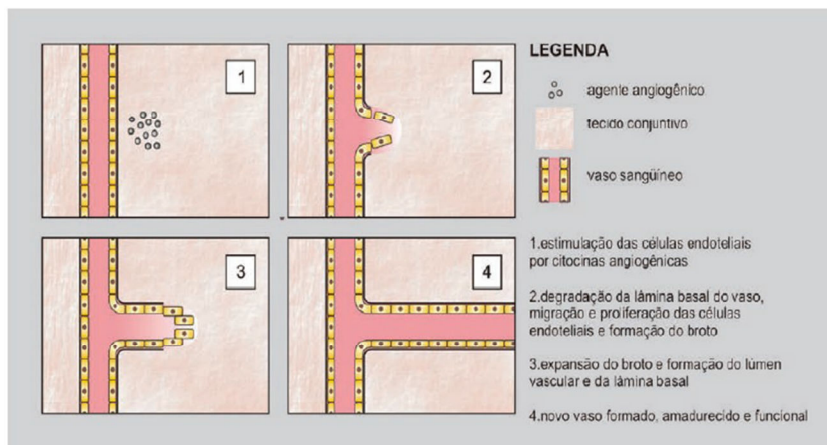 1
2
3
4
LEGENDA
agente angiogênico
tecido conjuntivo
vaso sangüíneo
1.estimulação das células endoteliais
por citocinas angiogênicas
2.degradação da lâmina basal do vaso,
migração e proliferação das células
endoteliais e formação do broto
3.expansão do broto e formação do lúmen
vascular e da lâmina basal
4.novo vaso formado, amadurecido e funcional